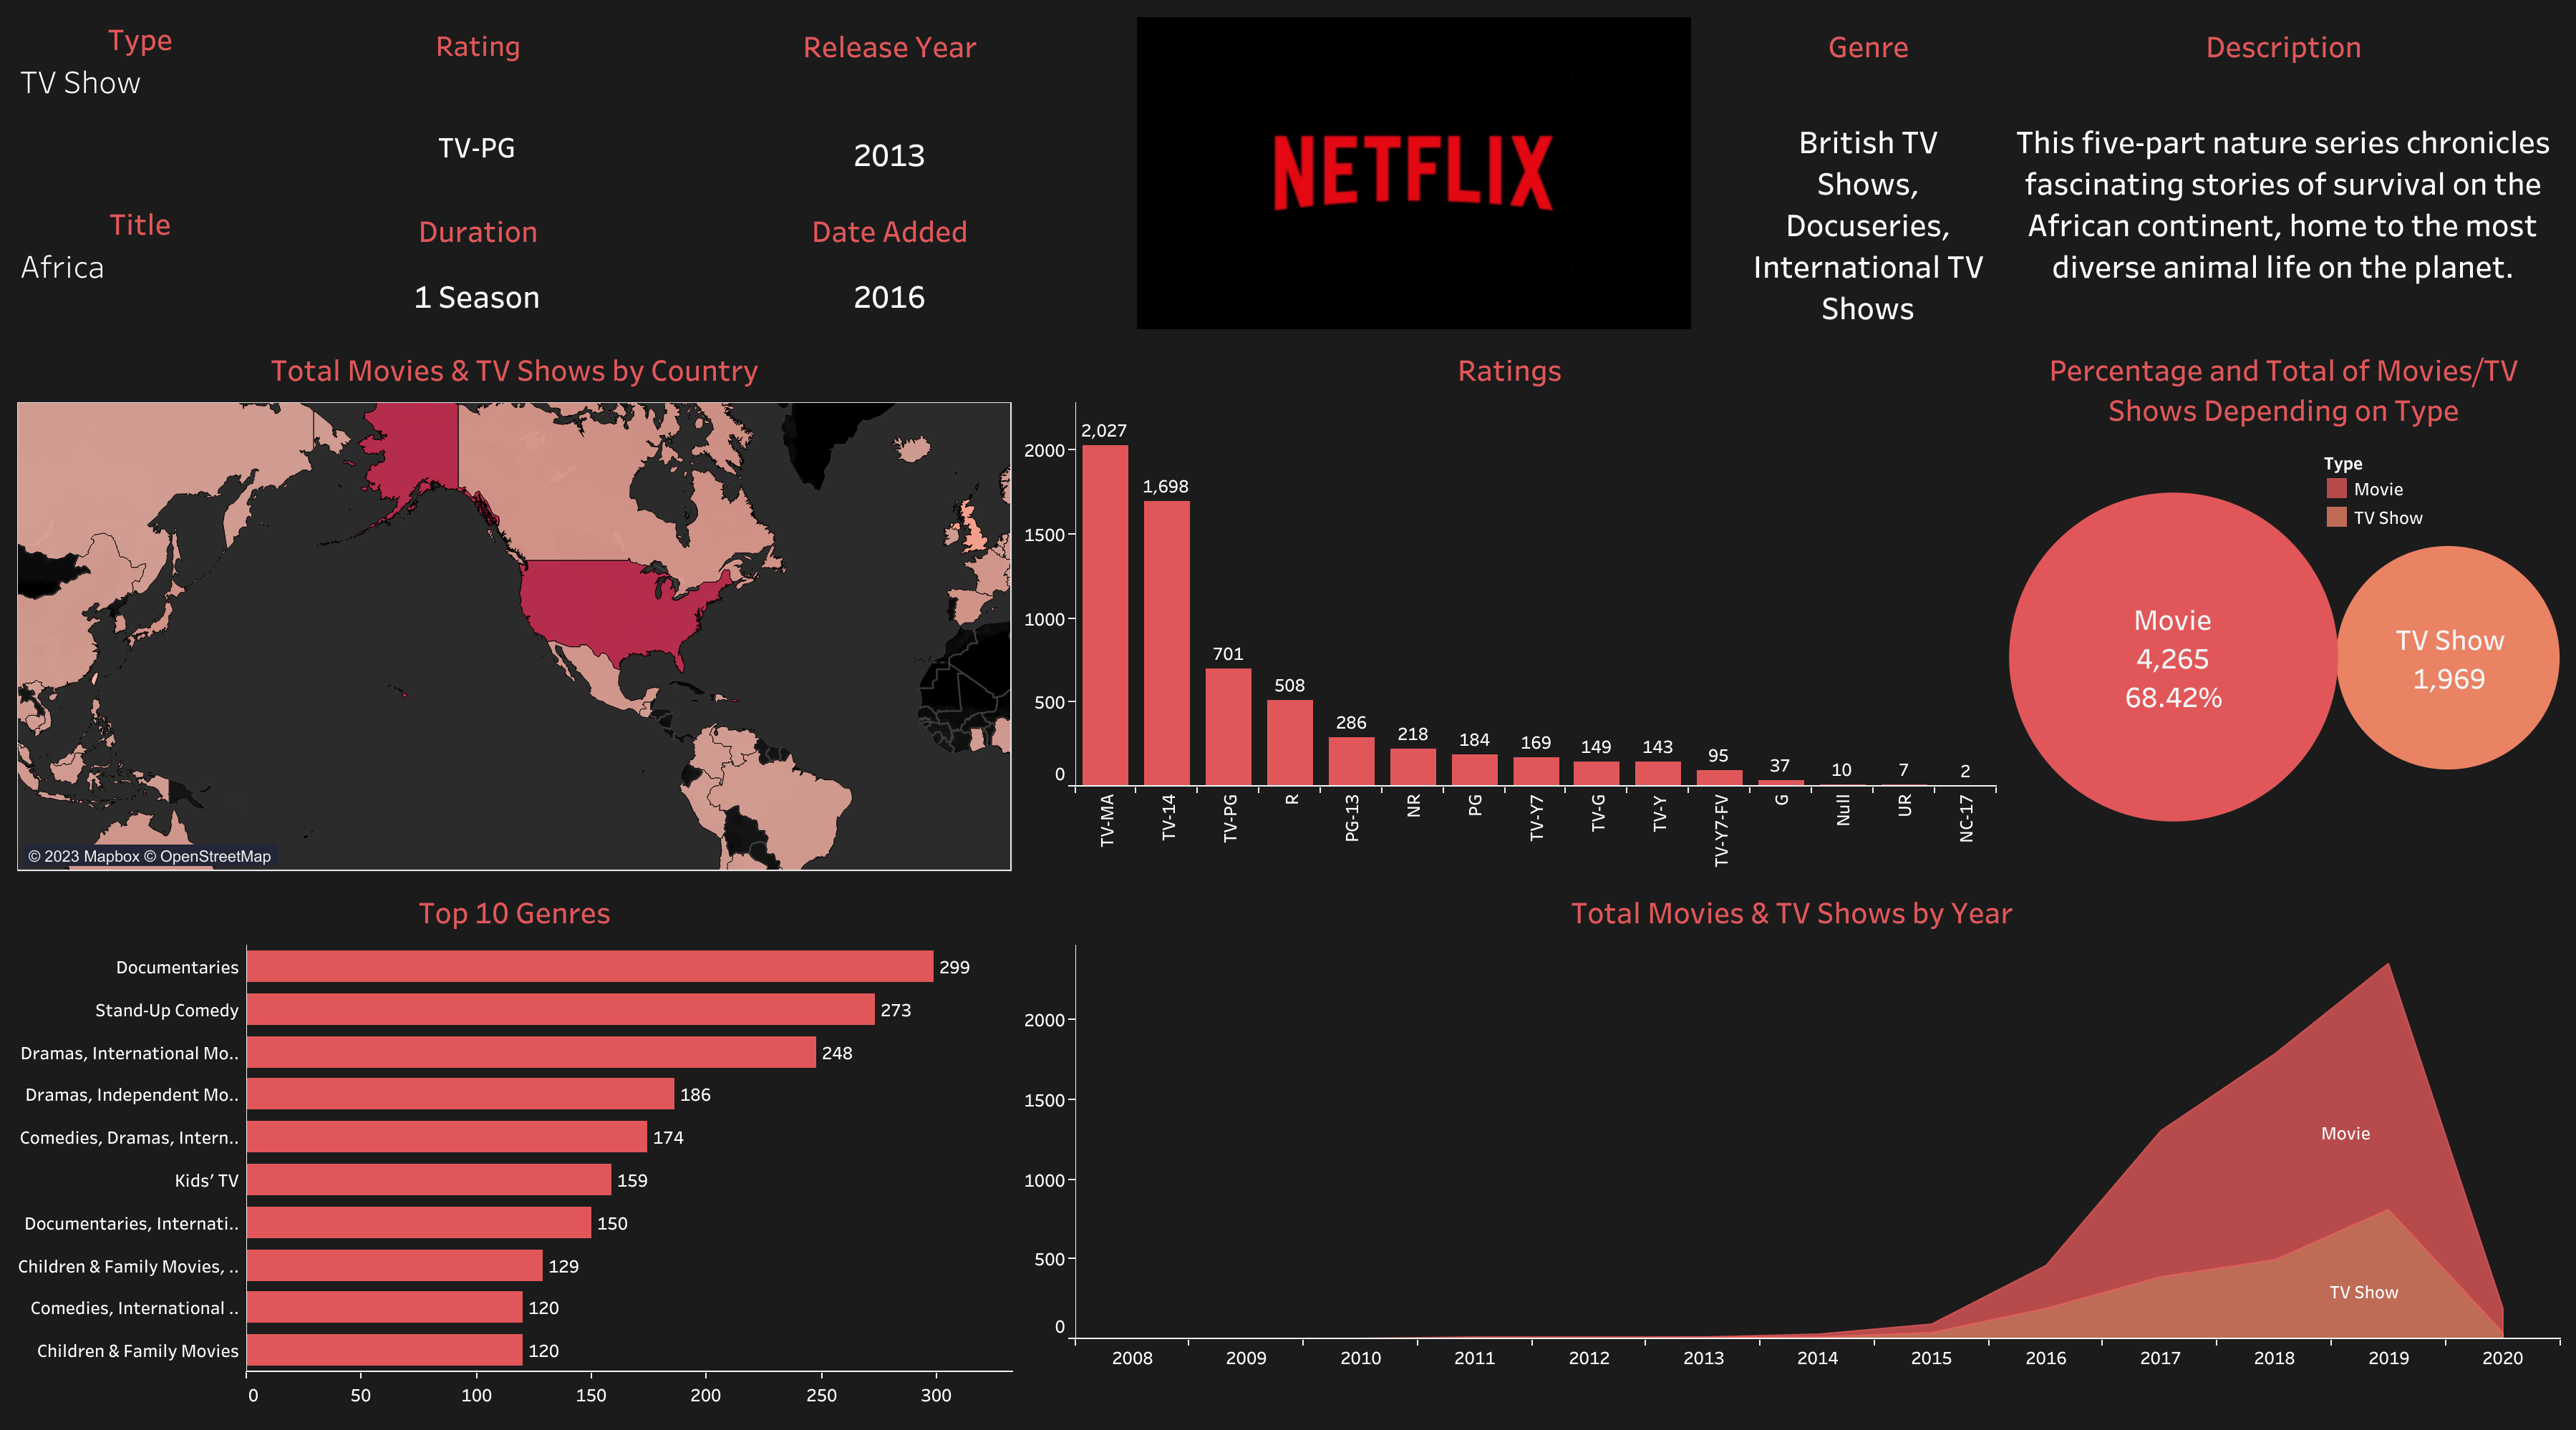 Type
TV Show
Rating
TV-PG
Release Year
2013
Title
Africa
Duration
1 Season
Date Added
2016
NETFLIX
Genre
British TV
Shows,
Docuseries,
International TV
Shows
Description
This five-part nature series chronicles
fascinating stories of survival on the
African continent, home to the most
diverse animal life on the planet.
Total Movies & TV Shows by Country
© 2023 Mapbox © OpenStreetMap
Ratings
2000
1500
1000
500
0
2,027
1,698
701
508
286
218
184
169
149
143
95
37
10
7
2
TV-MA
TV-14
TV-PG
R
PG-13
NR
PG
TV-Y7
TV-G
TV-Y
TV-Y7-FV
G
Null
UR
NC-17
Percentage and Total of Movies/TV
Shows Depending on Type
Type
Movie
TV Show
Movie
4,265
68.42%
TV Show
1,969
Top 10 Genres
Documentaries 299
Stand-Up Comedy 273
Dramas, International Mo.. 248
Dramas, Independent Mo.. 186
Comedies, Dramas, Intern.. 174
Kids' TV 159
Documentaries, Internati.. 150
Children & Family Movies, .. 129
Comedies, International .. 120
Children & Family Movies 120
0 50 100 150 200 250 300
Total Movies & TV Shows by Year
2000
1500
1000
500
0
Movie
TV Show
2008 2009 2010 2011 2012 2013 2014 2015 2016 2017 2018 2019 2020